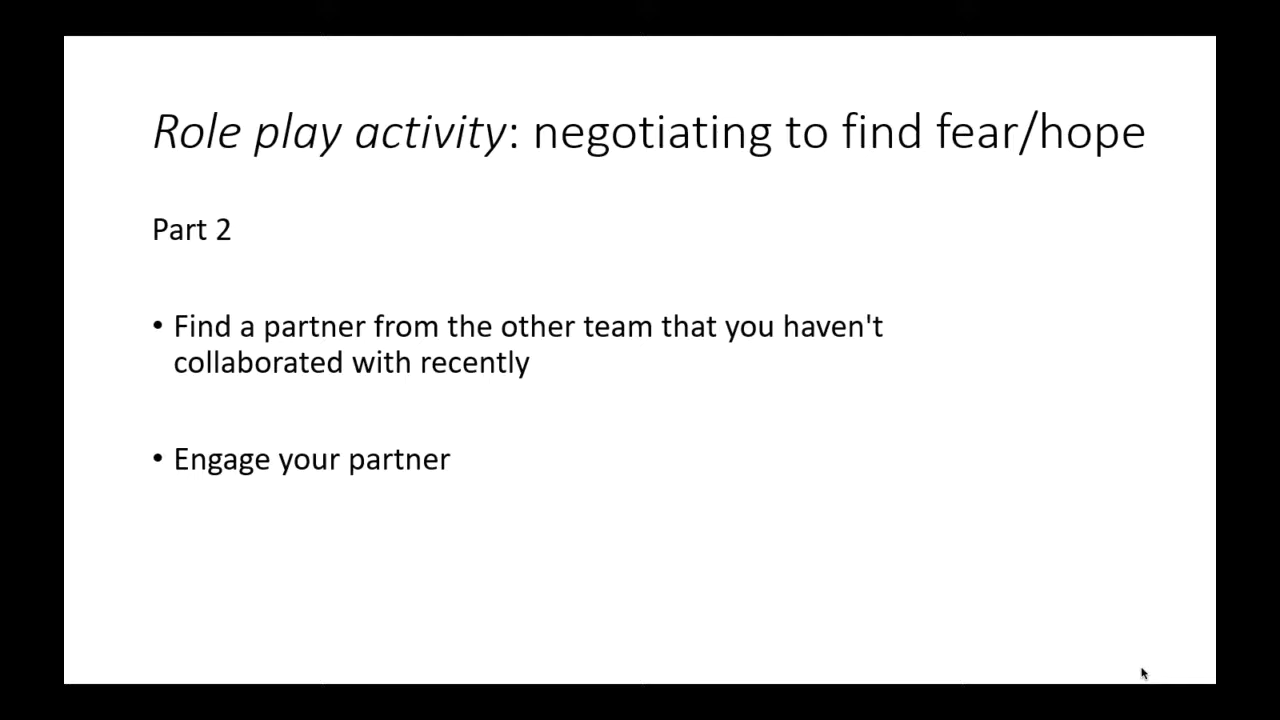 Role play activity: negotiating to find fear/hope
Part 2
• Find a partner from the other team that you haven't
collaborated with recently
• Engage your partner